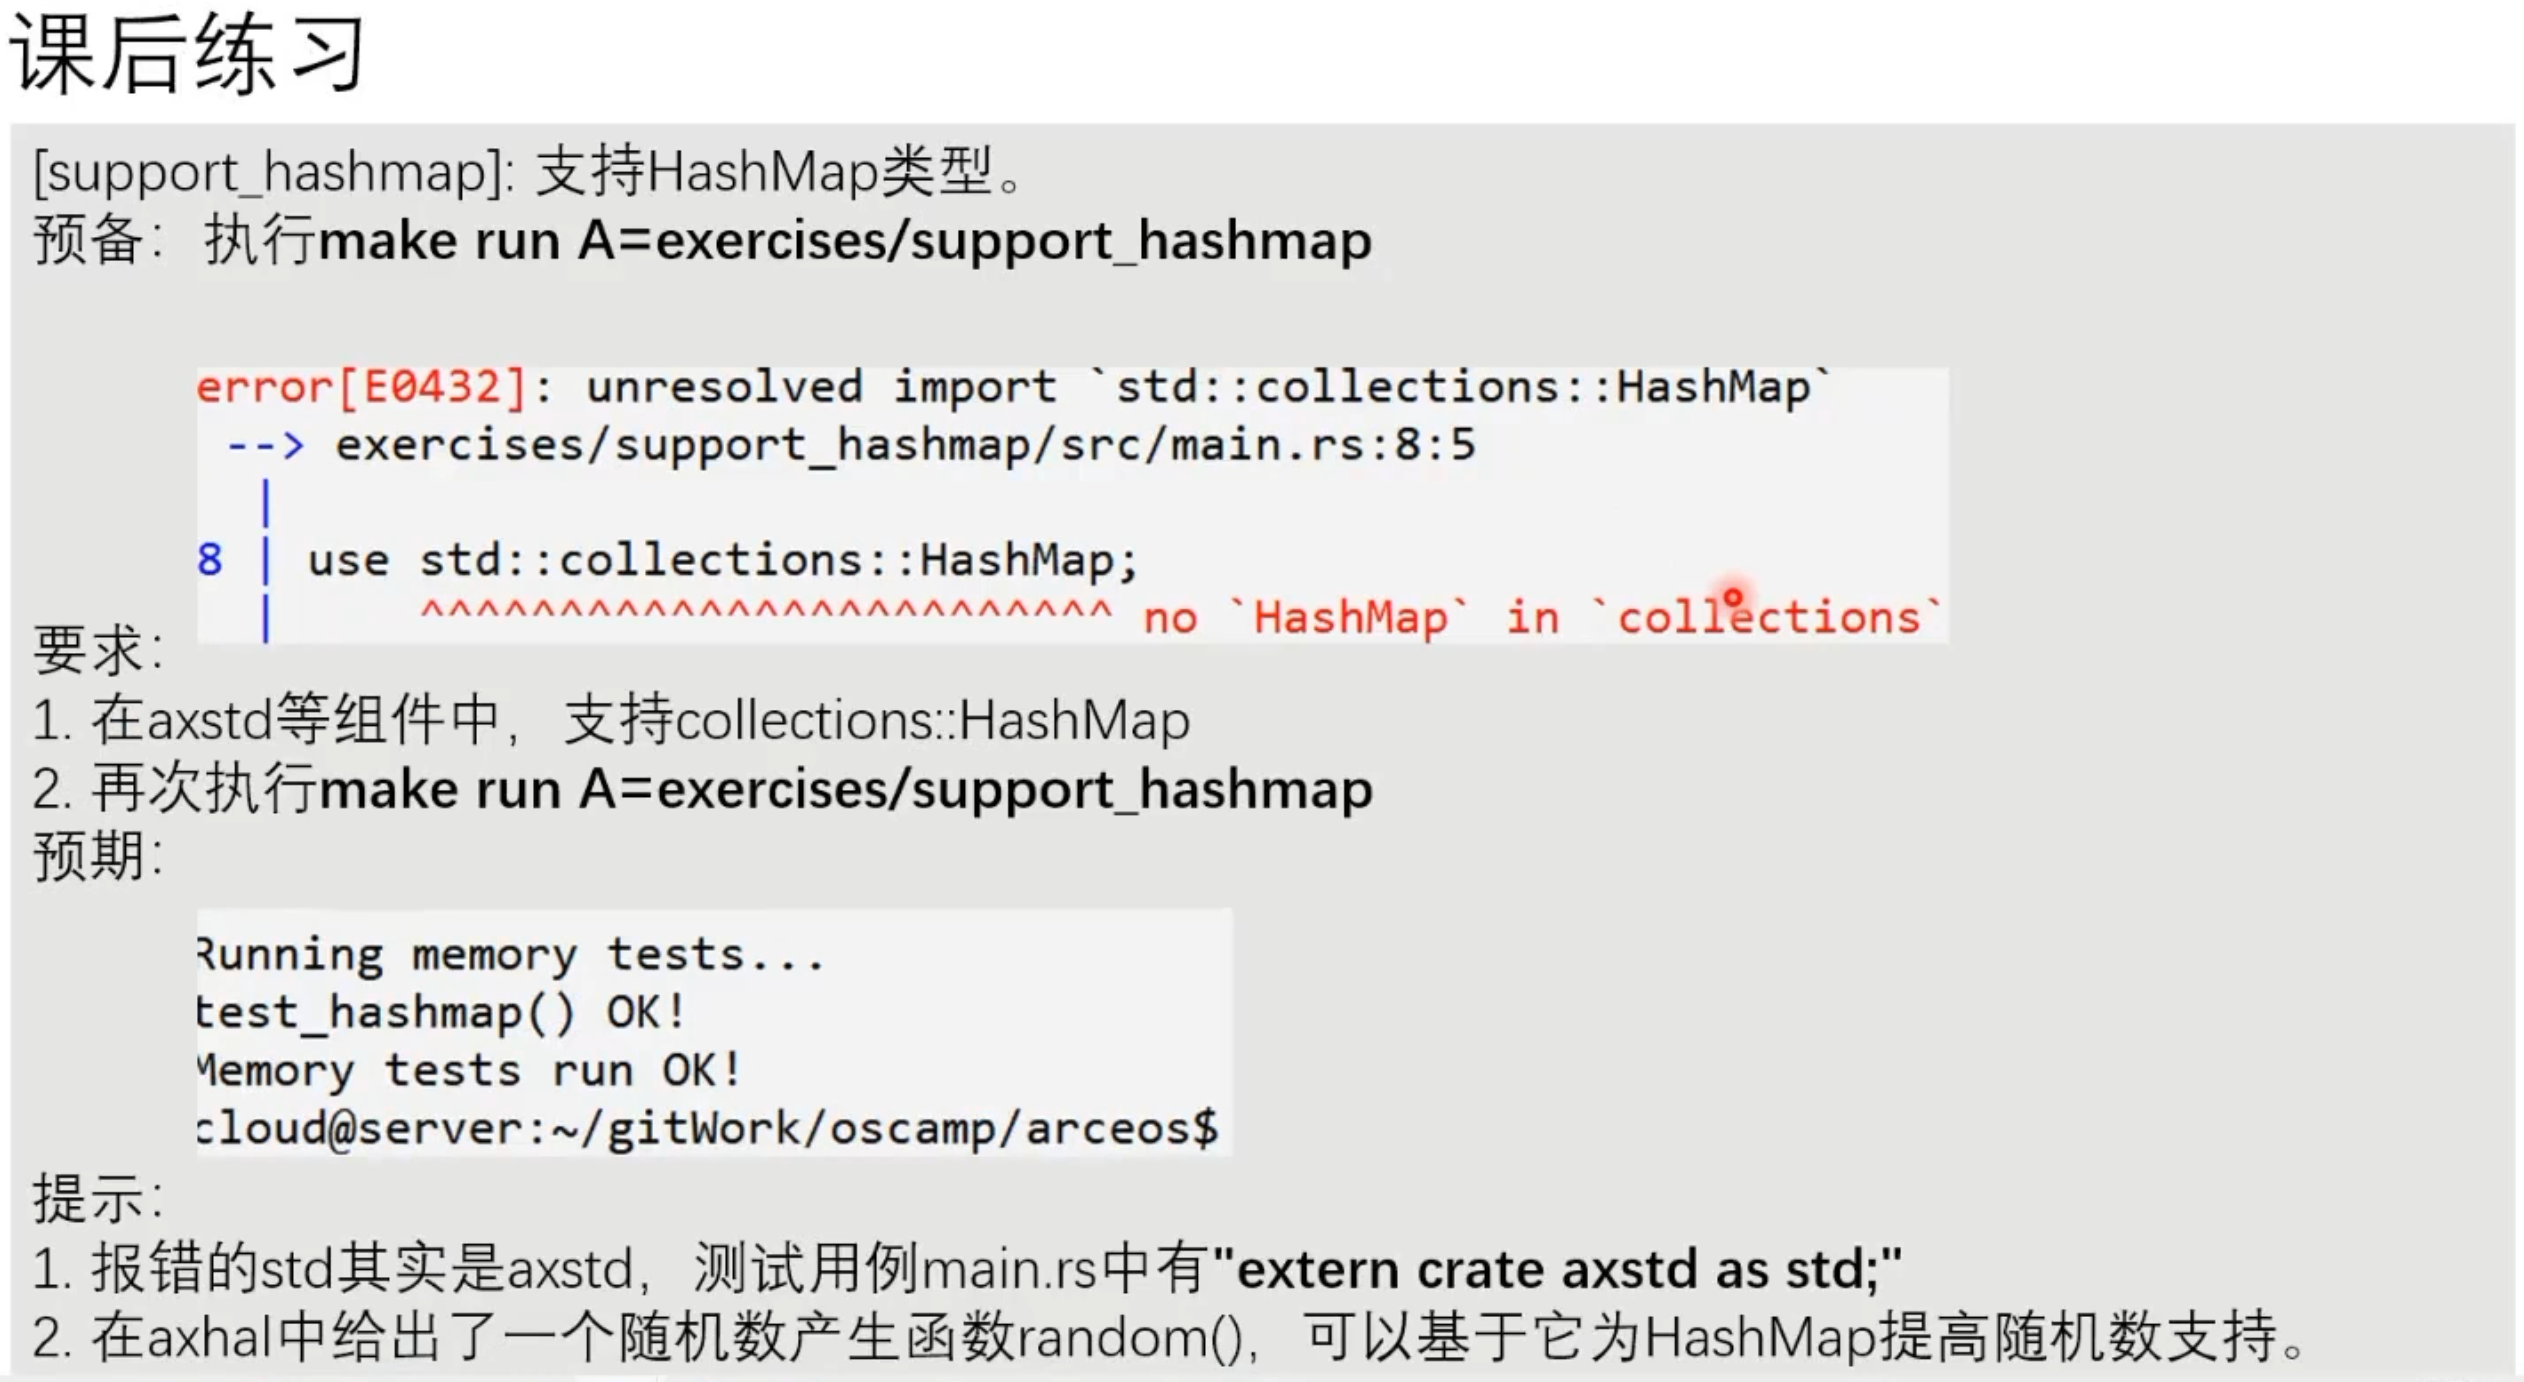 课后练习
[support_hashmap]: 支持HashMap类型。
预备：执行make run A=exercises/support_hashmap
error[E0432]: unresolved import `std::collections::HashMap`
--> exercises/support_hashmap/src/main.rs:8:5
|
8 | use std::collections::HashMap;
| ^^^^^^^^^^^^^^^^^^^^^^^^^ no `HashMap` in `collections`
要求：
1. 在axstd等组件中，支持collections::HashMap
2. 再次执行make run A=exercises/support_hashmap
预期：
Running memory tests...
test_hashmap() OK!
Memory tests run OK!
cloud@server:~/gitWork/oscamp/arceos$
提示：
1. 报错的std其实是axstd，测试用例main.rs中有"extern crate axstd as std;"
2. 在axhal中给出了一个随机数产生函数random()，可以基于它为HashMap提高随机数支持。